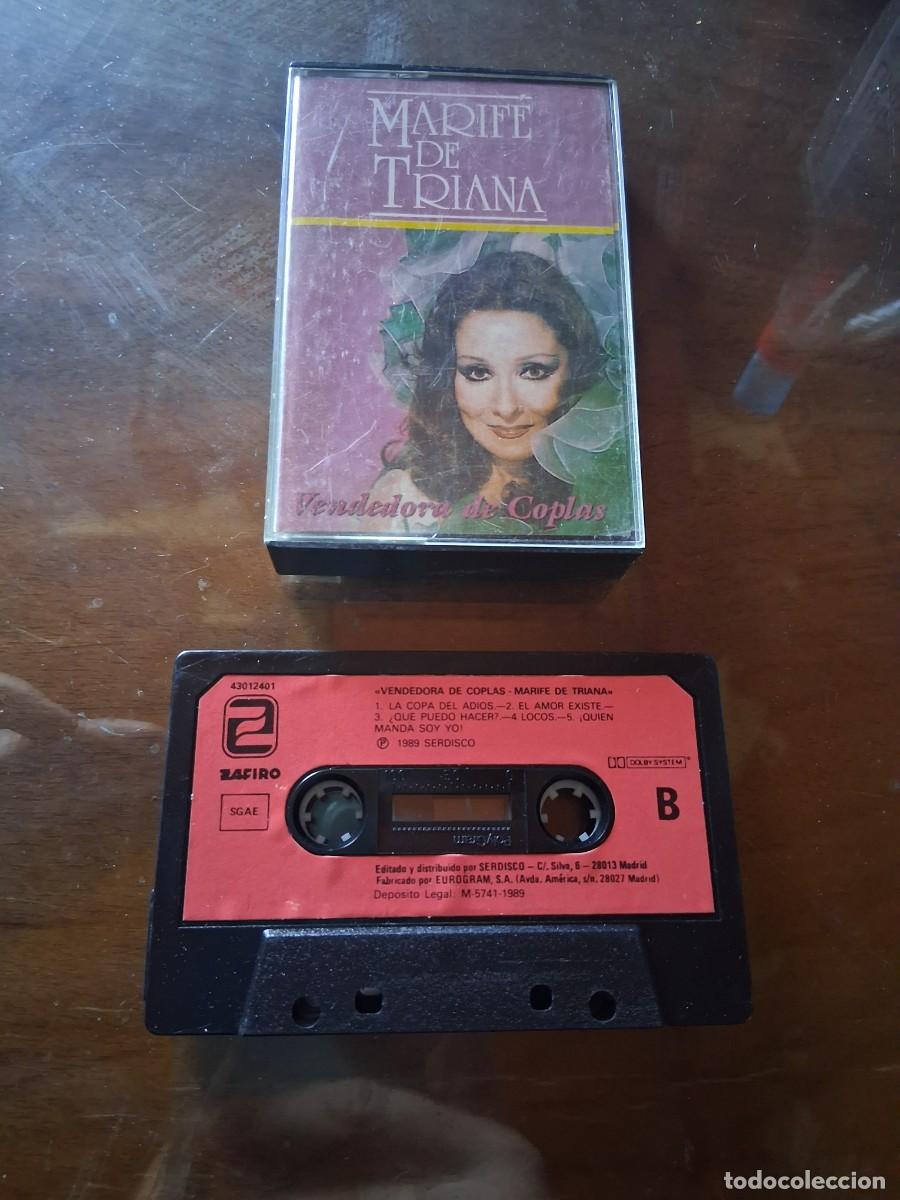 MARIFÉ
DE
TRIANA
Vendedora de Coplas
43012401
«VENDEDORA DE COPLAS - MARIFE DE TRIANA»
1. LA COPA DEL ADIOS.—2. EL AMOR EXISTE.—
3. ¿QUE PUEDO HACER?.—4 LOCOS.—5. ¡QUIEN
MANDA SOY YO!
Ⓟ 1989 SERDISCO
ZAFIRO
DOLBY SYSTEM
SGAE
B
PolyGram
Editado y distribuido por SERDISCO – C/. Silva, 6 – 28013 Madrid
Fabricado por EUROGRAM, S.A. (Avda. América, s/n. 28027 Madrid)
Depósito Legal: M-5741-1989
todocoleccion